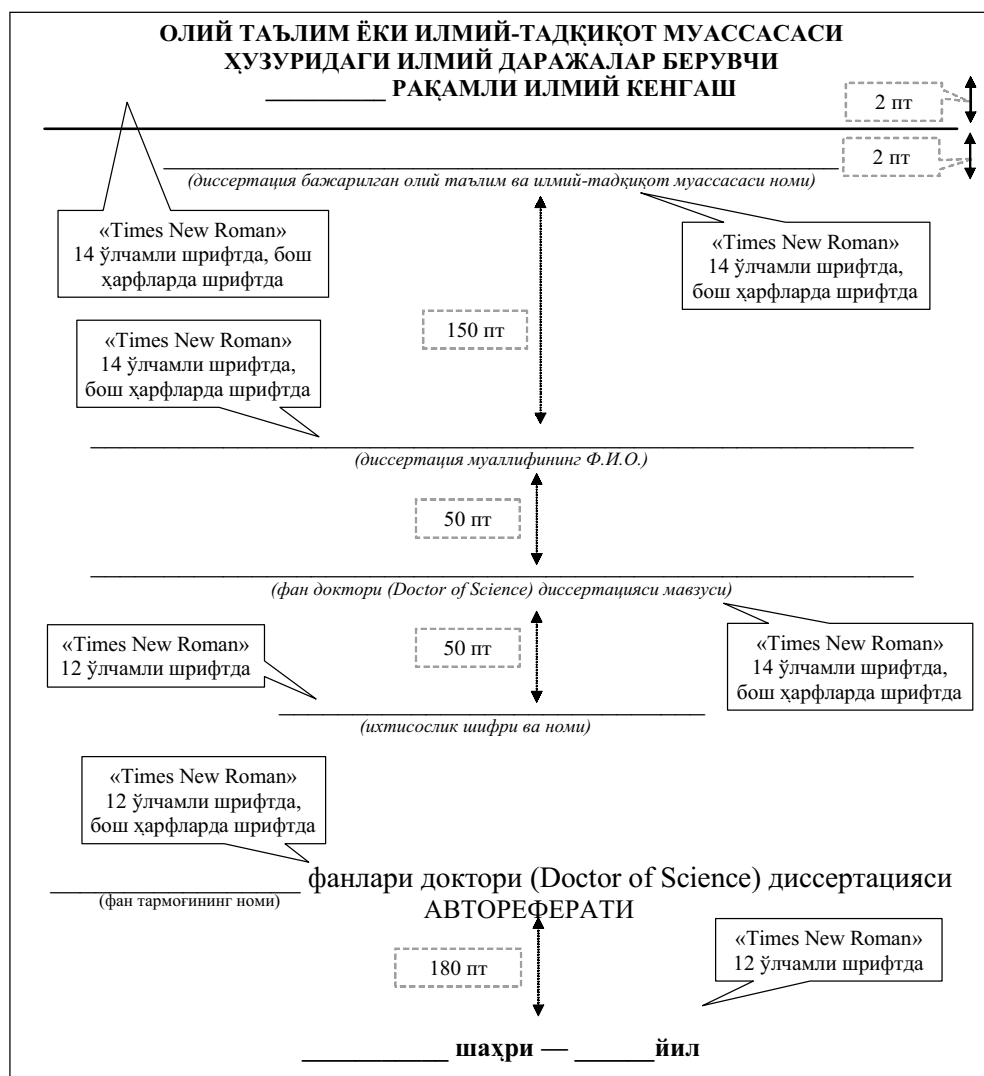 ОЛИЙ ТАЪЛИМ ЁКИ ИЛМИЙ-ТАДҚИҚОТ МУАССАСАСИ
ҲУЗУРИДАГИ ИЛМИЙ ДАРАЖАЛАР БЕРУВЧИ
__________ РАҚАМЛИ ИЛМИЙ КЕНГАШ
2 пт
2 пт
(диссертация бажарилган олий таълим ва илмий-тадқиқот муассасаси номи)
«Times New Roman»
14 ўлчамли шрифтда, бош
ҳарфларда шрифтда
«Times New Roman»
14 ўлчамли шрифтда,
бош ҳарфларда шрифтда
150 пт
«Times New Roman»
14 ўлчамли шрифтда,
бош ҳарфларда шрифтда
(диссертация муаллифининг Ф.И.О.)
50 пт
(фан доктори (Doctor of Science) диссертацияси мавзуси)
«Times New Roman»
12 ўлчамли шрифтда
50 пт
«Times New Roman»
14 ўлчамли шрифтда,
бош ҳарфларда шрифтда
(ихтисослик шифри ва номи)
«Times New Roman»
12 ўлчамли шрифтда,
бош ҳарфларда шрифтда
__________________ фанлари доктори (Doctor of Science) диссертацияси
(фан тармоғининг номи)
АВТОРЕФЕРАТИ
«Times New Roman»
12 ўлчамли шрифтда
180 пт
___________ шаҳри — ______йил